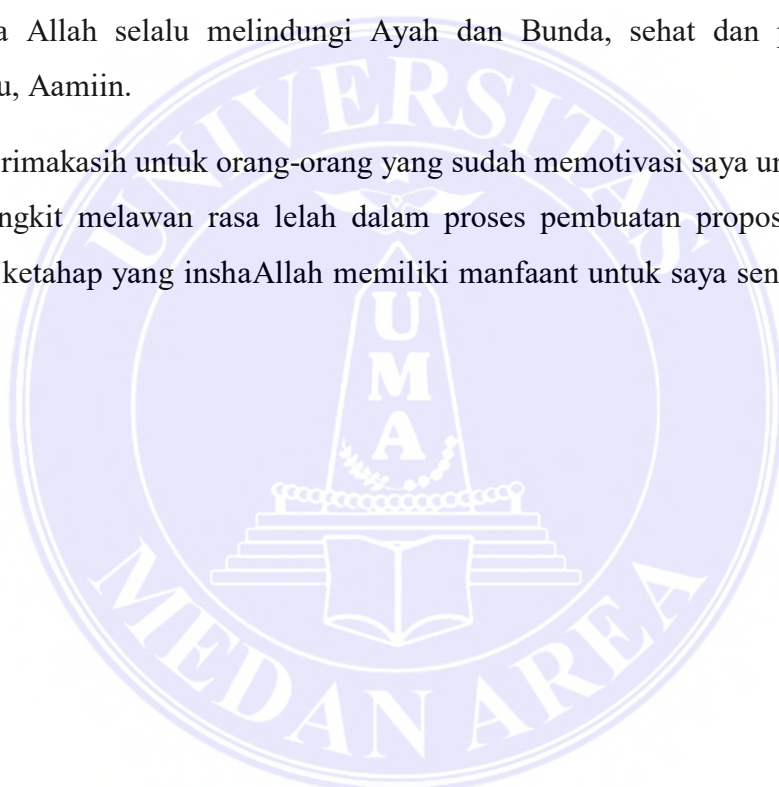 a Allah selalu melindungi Ayah dan Bunda, sehat dan
u, Aamiin.
rimakasih untuk orang-orang yang sudah memotivasi saya un
ngkit melawan rasa lelah dalam proses pembuatan propos
ketahap yang inshaAllah memiliki manfaant untuk saya sen
UNIVERSITAS
U
M
A
MEDAN AREA